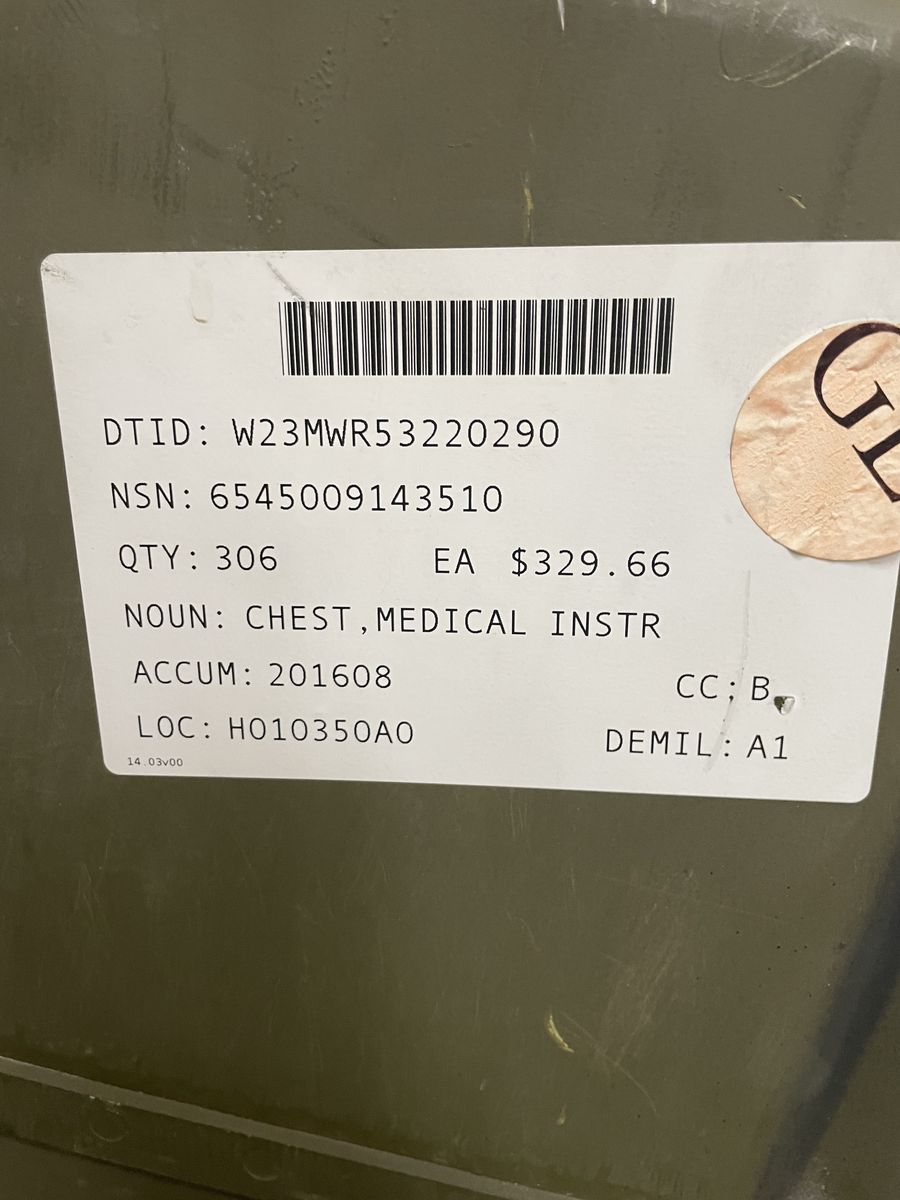 DTID: W23MWR53220290
NSN: 6545009143510
QTY: 306 EA $329.66
NOUN: CHEST,MEDICAL INSTR
ACCUM: 201608
CC: B
LOC: H010350A0
DEMIL: A1
14.03v00
GL